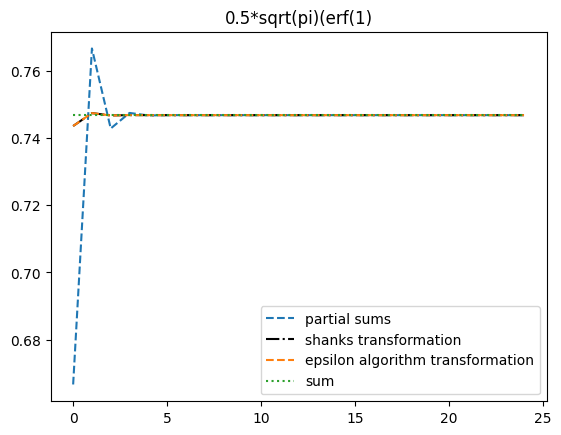 0.5*sqrt(pi)(erf(1)
0.76
0.74
0.72
0.70
0.68
partial sums
shanks transformation
epsilon algorithm transformation
sum
0 5 10 15 20 25